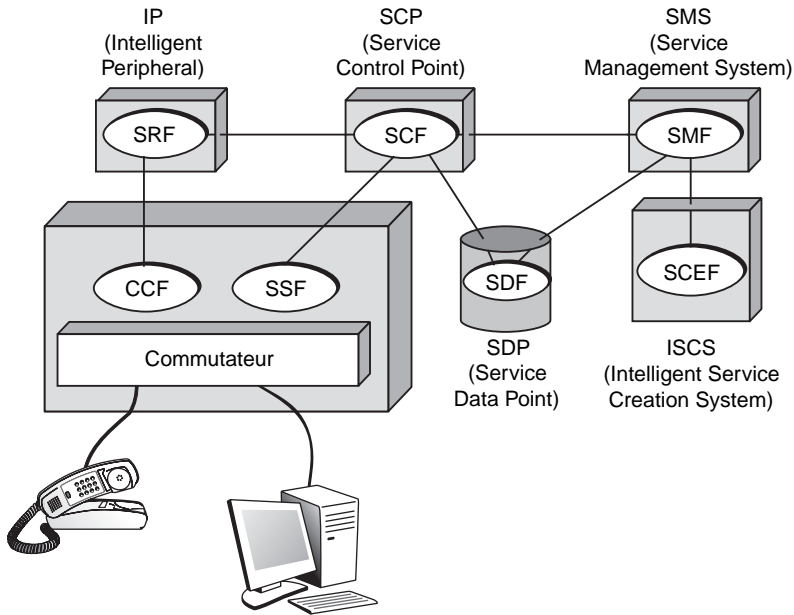 IP
(Intelligent
Peripheral)
SCP
(Service
Control Point)
SMS
(Service
Management System)
SRF
SCF
SMF
CCF
SSF
SDF
SCEF
Commutateur
SDP
(Service
Data Point)
ISCS
(Intelligent Service
Creation System)